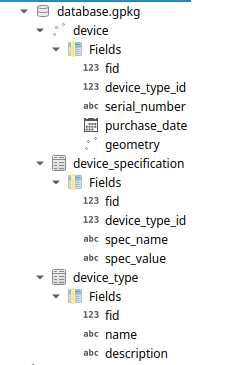 database.gpkg
device
Fields
123 fid
123 device_type_id
abc serial_number
purchase_date
geometry
device_specification
Fields
123 fid
123 device_type_id
abc spec_name
abc spec_value
device_type
Fields
123 fid
abc name
abc description